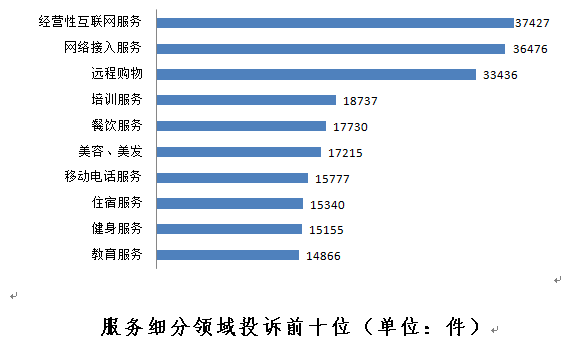 经营性互联网服务 37427
网络接入服务 36476
远程购物 33436
培训服务 18737
餐饮服务 17730
美容、美发 17215
移动电话服务 15777
住宿服务 15340
健身服务 15155
教育服务 14866
服务细分领域投诉前十位（单位：件）